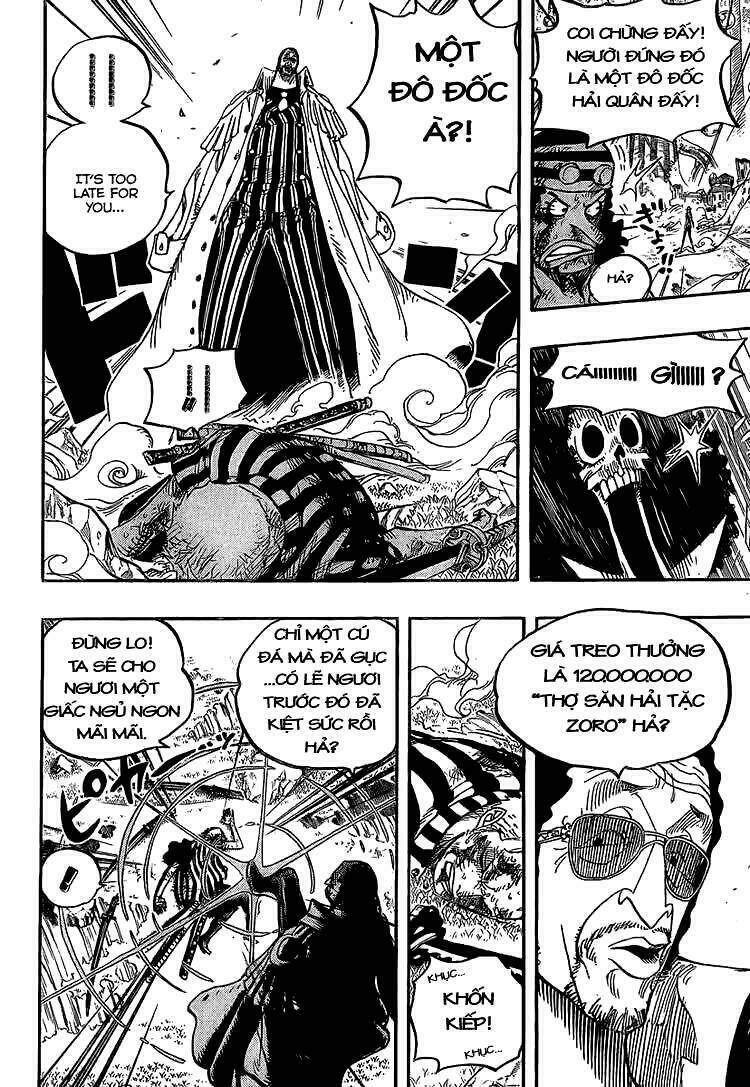 COI CHỪNG ĐẤY!
NGƯỜI ĐỨNG ĐÓ
LÀ MỘT ĐÔ ĐỐC
HẢI QUÂN ĐẤY!
HẢ?
CÁIIIIIIIII GÌIIIIII ?
MỘT
ĐÔ ĐỐC
À?!
!!
IT'S TOO
LATE FOR
YOU...
GIÁ TREO THƯỞNG
LÀ 120.000.000
“THỢ SĂN HẢI TẶC
ZORO” HẢ?
KHỤC...
KHỐN
KIẾP!
KHỤC...
CHỈ MỘT CÚ
ĐÁ MÀ ĐÃ GỤC
...CÓ LẼ NGƯƠI
TRƯỚC ĐÓ ĐÃ
KIỆT SỨC RỒI
HẢ?
ĐỪNG LO!
TA SẼ CHO
NGƯƠI MỘT
GIẤC NGỦ NGON
MÃI MÃI.